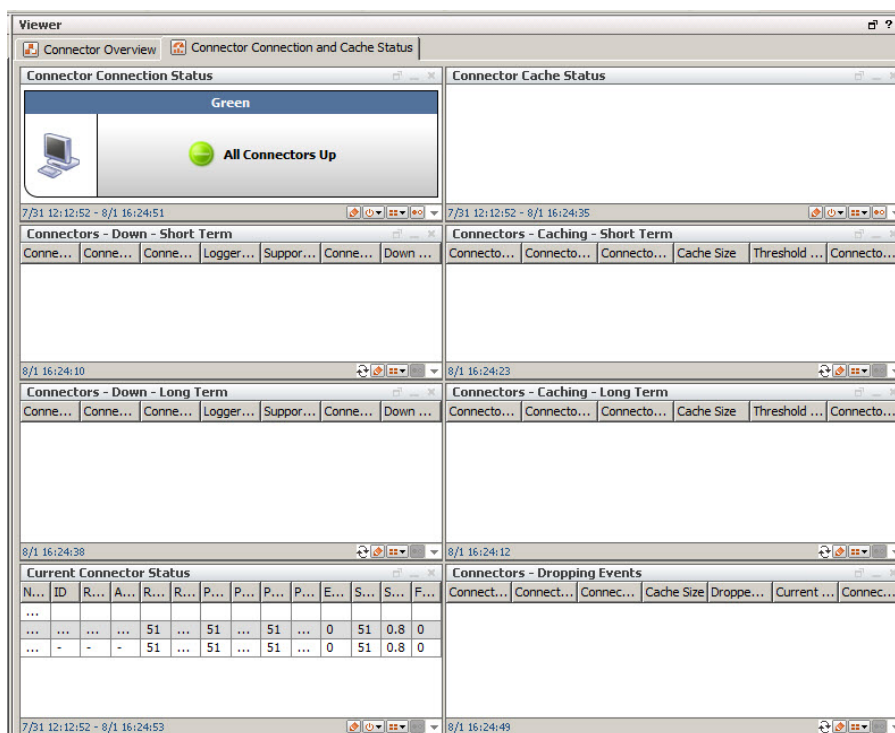 Viewer
?
Connector Overview
Connector Connection and Cache Status
Connector Connection Status
Green
All Connectors Up
7/31 12:12:52 - 8/1 16:24:51
Connector Cache Status
7/31 12:12:52 - 8/1 16:24:35
Connectors - Down - Short Term
Conne... Conne... Conne... Logger... Suppor... Conne... Down ...
8/1 16:24:10
Connectors - Caching - Short Term
Connecto... Connecto... Connecto... Cache Size Threshold ... Connecto...
8/1 16:24:23
Connectors - Down - Long Term
Conne... Conne... Conne... Logger... Suppor... Conne... Down ...
8/1 16:24:38
Connectors - Caching - Long Term
Connecto... Connecto... Connecto... Cache Size Threshold ... Connecto...
8/1 16:24:12
Current Connector Status
N... ID R... A... R... R... P... P... P... P... E... S... S... F...
...
... ... ... ... 51 ... 51 ... 51 ... 0 51 0.8 0
... - - - 51 ... 51 ... 51 ... 0 51 0.8 0
7/31 12:12:52 - 8/1 16:24:53
Connectors - Dropping Events
Connect... Connect... Connec... Cache Size Droppe... Current ... Connec...
8/1 16:24:49